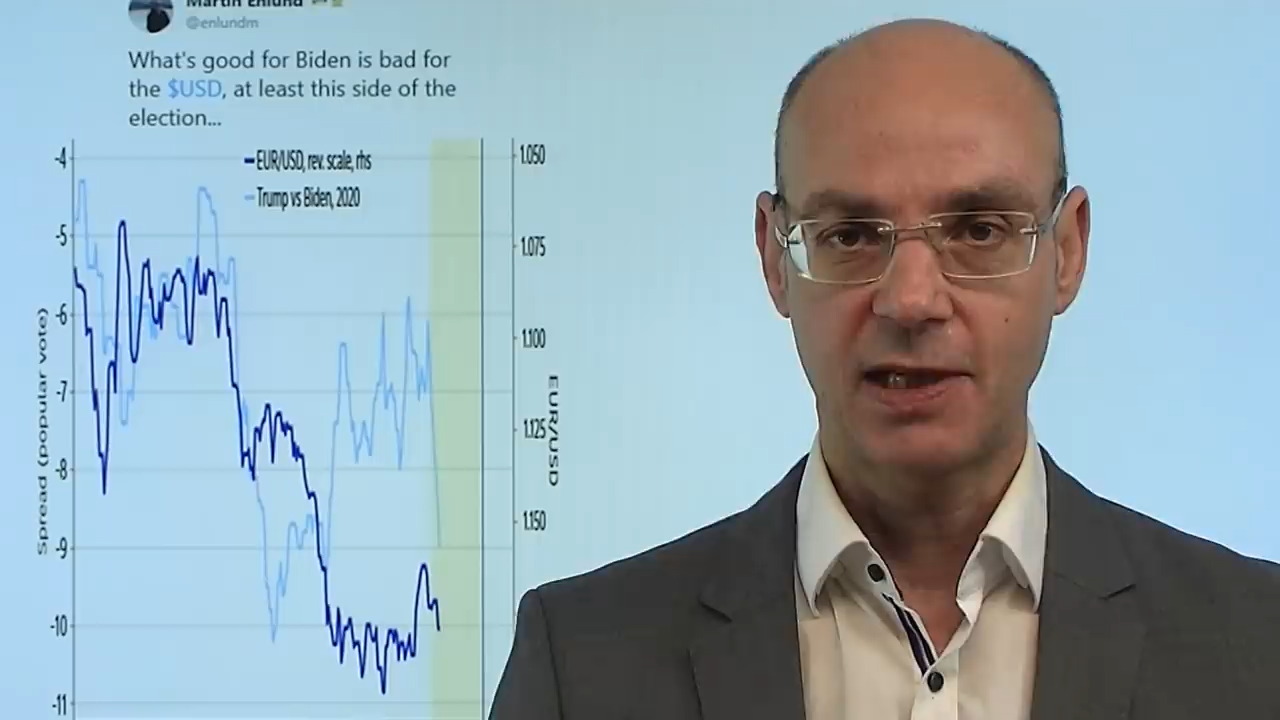 Martin Enlund
@enlundm
What's good for Biden is bad for
the $USD, at least this side of the
election...
EUR/USD, rev. scale, rhs
Trump vs Biden, 2020
-4
-5
-6
-7
-8
-9
-10
-11
Spread (popular vote)
1.050
1.075
1.100
1.125
1.150
EUR/USD